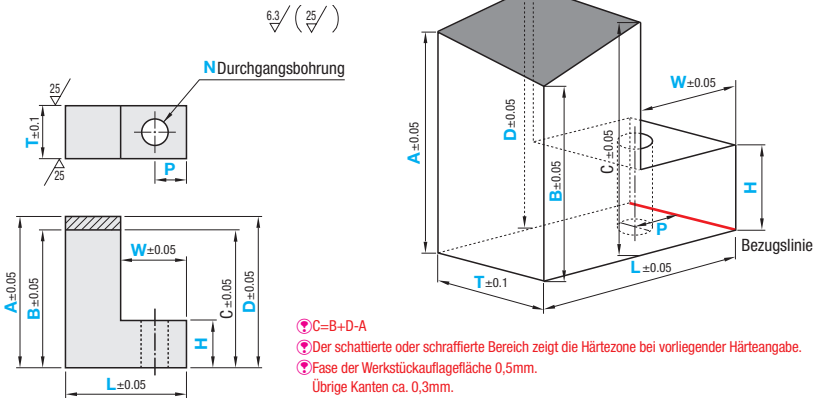 6.3 / ( 25 / )
N Durchgangsbohrung
25
T±0.1
25
P
W±0.05
A±0.05
B±0.05
C±0.05
D±0.05
H
L±0.05
A±0.05
D±0.05
B±0.05
C±0.05
W±0.05
H
P
Bezugslinie
L±0.05
T±0.1
C=B+D-A
Der schattierte oder schraffierte Bereich zeigt die Härtezone bei vorliegender Härteangabe.
Fase der Werkstückauflagefläche 0,5mm.
Übrige Kanten ca. 0,3mm.